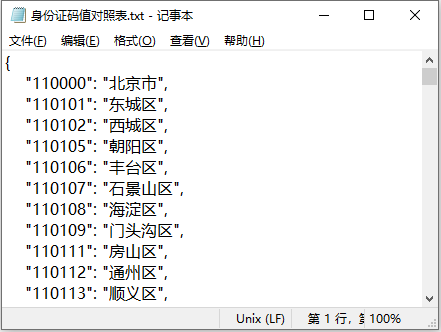 身份证码值对照表.txt - 记事本
文件(F) 编辑(E) 格式(O) 查看(V) 帮助(H)
{
"110000": "北京市",
"110101": "东城区",
"110102": "西城区",
"110105": "朝阳区",
"110106": "丰台区",
"110107": "石景山区",
"110108": "海淀区",
"110109": "门头沟区",
"110111": "房山区",
"110112": "通州区",
"110113": "顺义区",
Unix (LF) 第 1 行， 100%